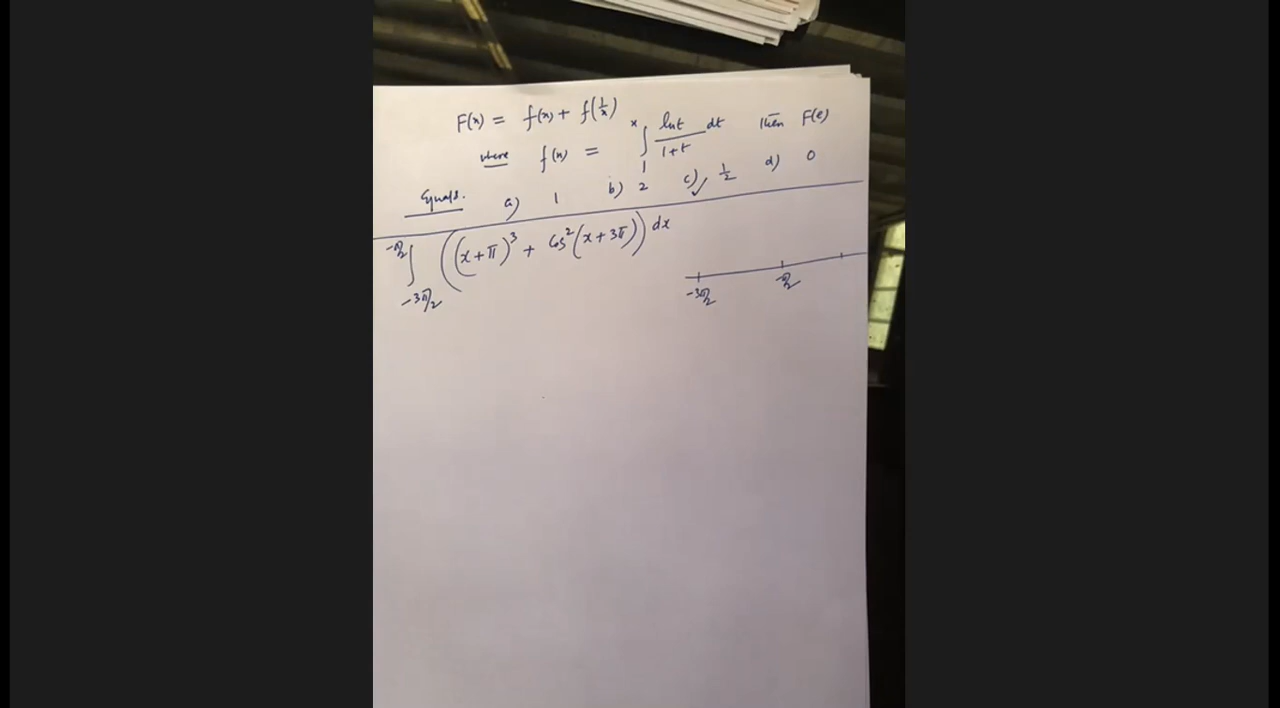 F(x) = f(x) + f(1/x)
where f(x) = ∫₁ˣ ln t / (1+t) dt then F(e)
Equals. a) 1 b) 2 c) ✓ 1/2 d) 0
∫_{-3π/2}^{-π/2} ((x+π)³ + cos²(x+3π)) dx
-3π/2 -π/2